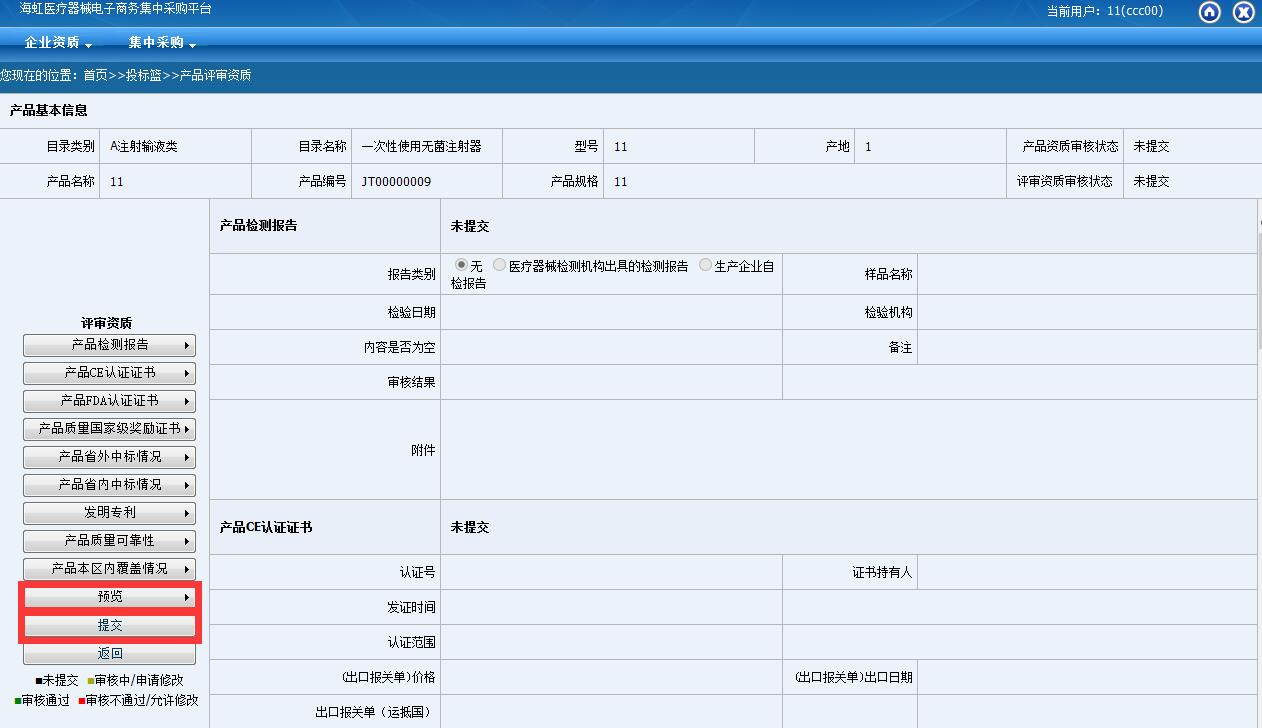 海虹医疗器械电子商务集中采购平台
当前用户：11(ccc00)
企业资质 集中采购
您现在的位置：首页>>投标篮>>产品评审资质
产品基本信息
目录类别 A注射输液类 目录名称 一次性使用无菌注射器 型号 11 产地 1 产品资质审核状态 未提交
产品名称 11 产品编号 JT00000009 产品规格 11 评审资质审核状态 未提交
评审资质
产品检测报告
产品CE认证证书
产品FDA认证证书
产品质量国家级奖励证书
产品省外中标情况
产品省内中标情况
发明专利
产品质量可靠性
产品本区内覆盖情况
预览
提交
返回
■未提交 ■审核中/申请修改
■审核通过 ■审核不通过/允许修改
产品检测报告 未提交
报告类别 无 医疗器械检测机构出具的检测报告 生产企业自
检报告
样品名称
检验日期 检验机构
内容是否为空 备注
审核结果
附件
产品CE认证证书 未提交
认证号 证书持有人
发证时间
认证范围
(出口报关单)价格 (出口报关单)出口日期
出口报关单（运抵国）